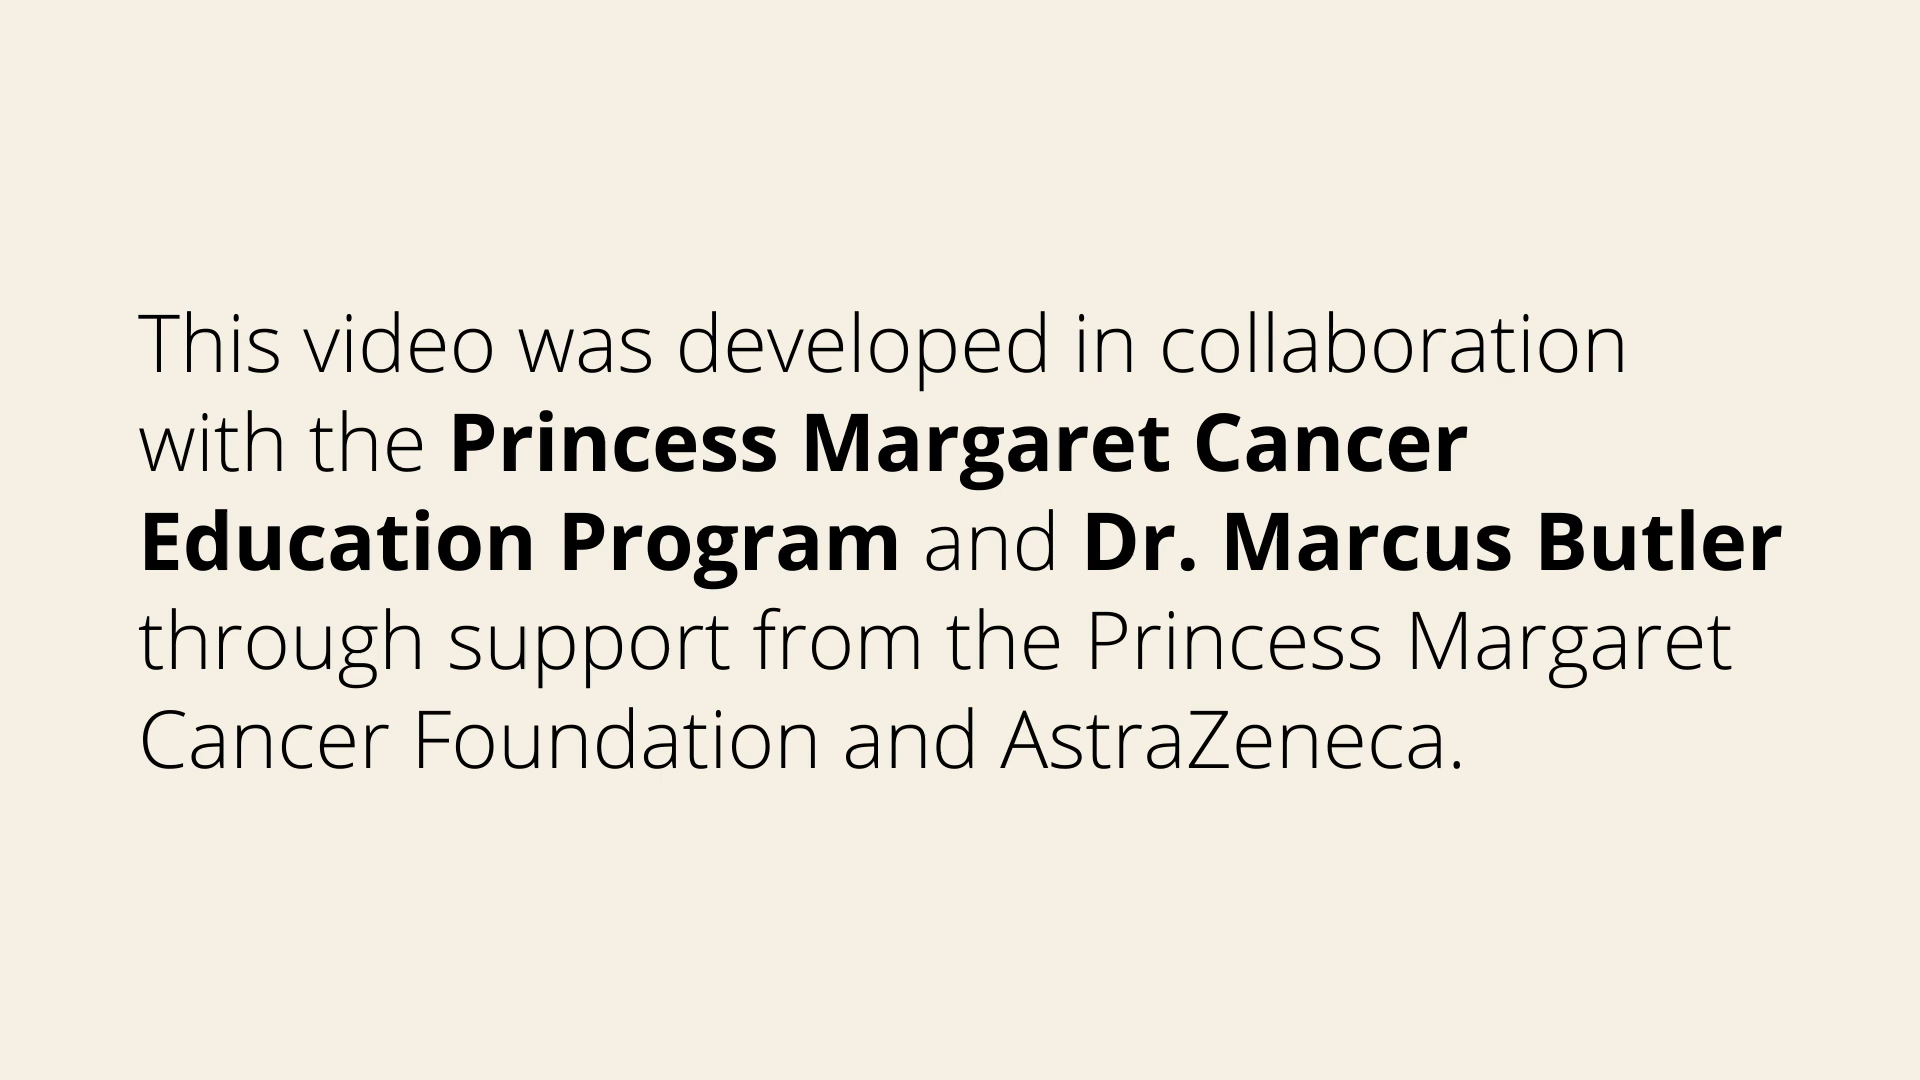 This video was developed in collaboration
with the Princess Margaret Cancer
Education Program and Dr. Marcus Butler
through support from the Princess Margaret
Cancer Foundation and AstraZeneca.